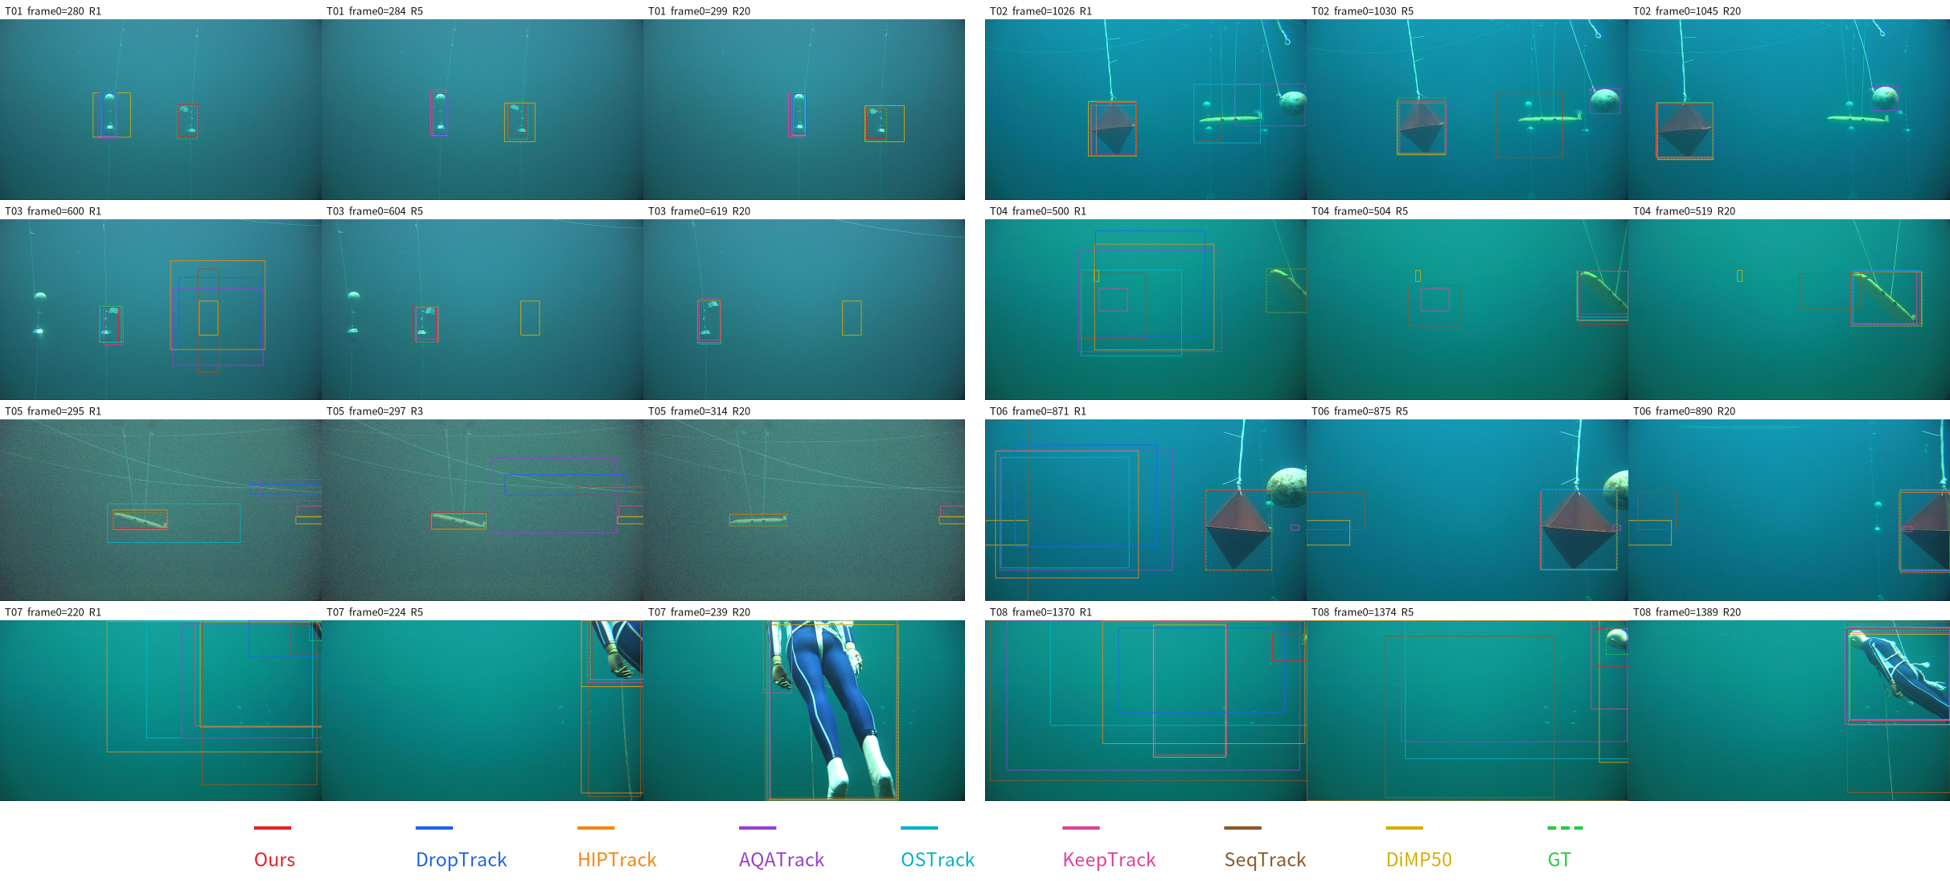 T01 frame0=280 R1
T01 frame0=284 R5
T01 frame0=299 R20
T02 frame0=1026 R1
T02 frame0=1030 R5
T02 frame0=1045 R20
T03 frame0=600 R1
T03 frame0=604 R5
T03 frame0=619 R20
T04 frame0=500 R1
T04 frame0=504 R5
T04 frame0=519 R20
T05 frame0=295 R1
T05 frame0=297 R3
T05 frame0=314 R20
T06 frame0=871 R1
T06 frame0=875 R5
T06 frame0=890 R20
T07 frame0=220 R1
T07 frame0=224 R5
T07 frame0=239 R20
T08 frame0=1370 R1
T08 frame0=1374 R5
T08 frame0=1389 R20
Ours
DropTrack
HIPTrack
AQATrack
OSTrack
KeepTrack
SeqTrack
DiMP50
GT